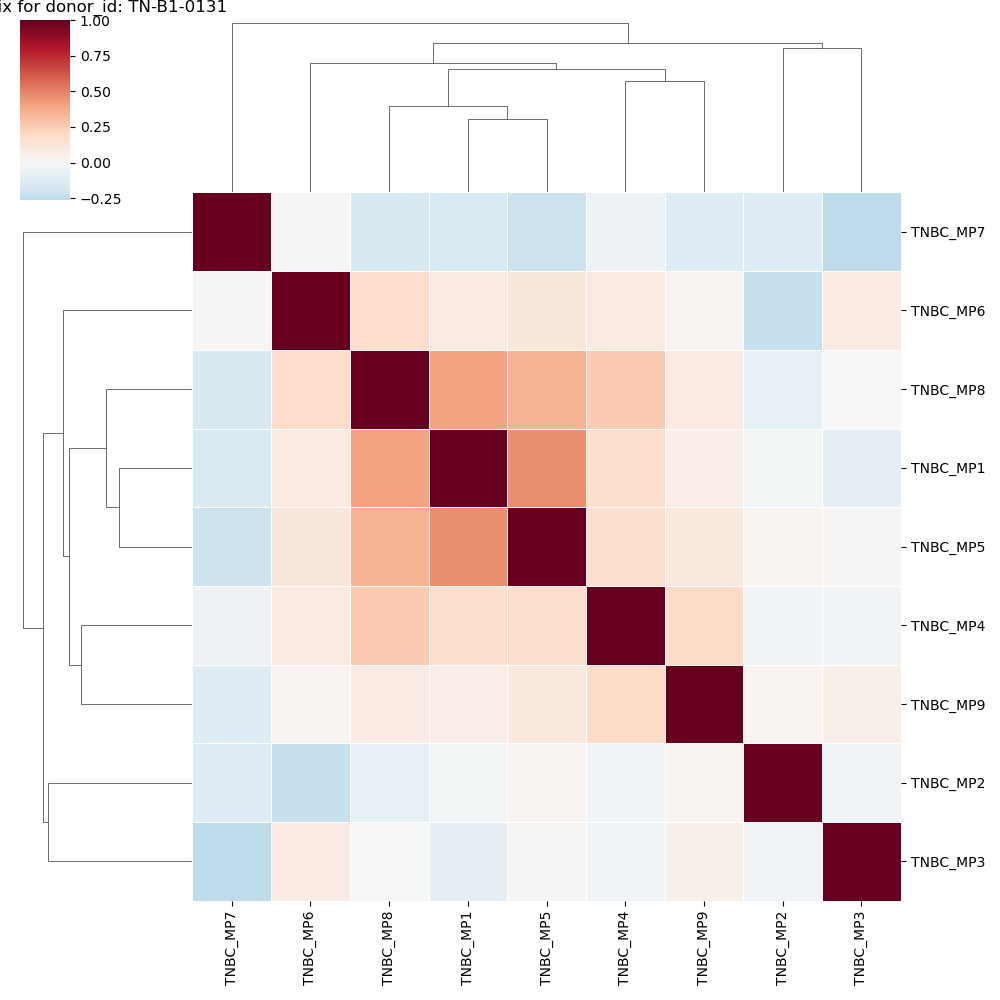 ix for donor_id: TN-B1-0131
1.00
0.75
0.50
0.25
0.00
−0.25
TNBC_MP7
TNBC_MP6
TNBC_MP8
TNBC_MP1
TNBC_MP5
TNBC_MP4
TNBC_MP9
TNBC_MP2
TNBC_MP3
TNBC_MP7
TNBC_MP6
TNBC_MP8
TNBC_MP1
TNBC_MP5
TNBC_MP4
TNBC_MP9
TNBC_MP2
TNBC_MP3